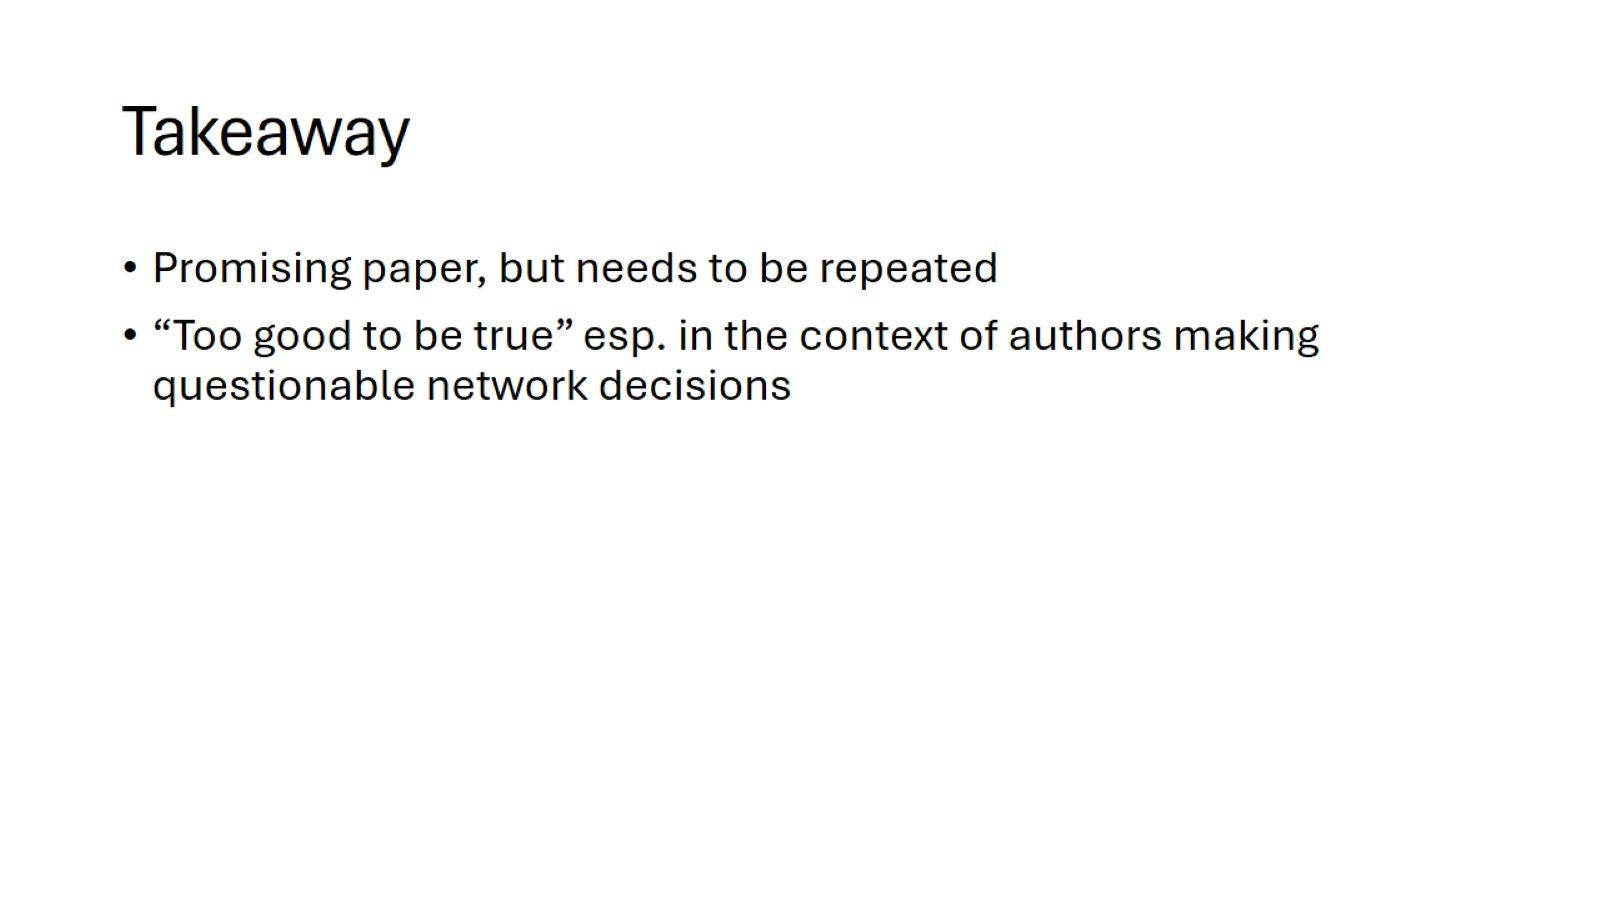 Takeaway
• Promising paper, but needs to be repeated
• “Too good to be true” esp. in the context of authors making
questionable network decisions